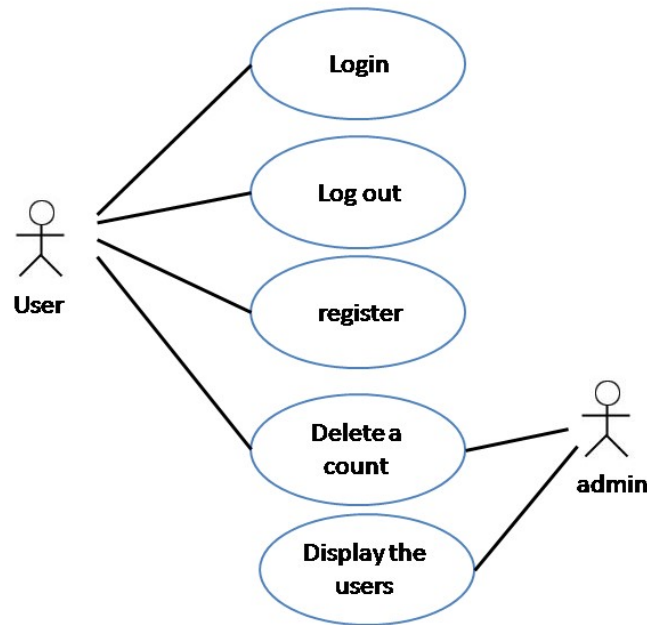 Login
Log out
User
register
Delete a
count
admin
Display the
users